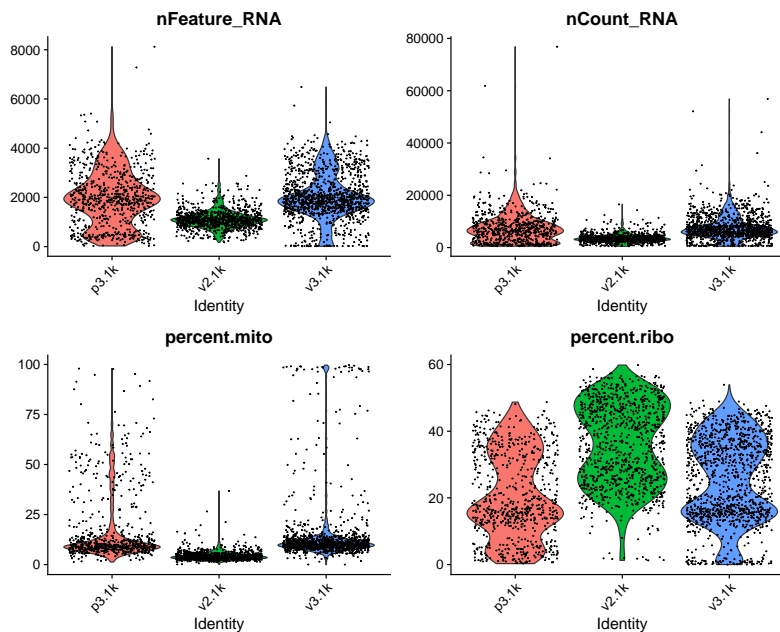 nFeature_RNA
8000
6000
4000
2000
0
p3.1k
v2.1k
v3.1k
Identity
nCount_RNA
80000
60000
40000
20000
0
p3.1k
v2.1k
v3.1k
Identity
percent.mito
100
75
50
25
0
p3.1k
v2.1k
v3.1k
Identity
percent.ribo
60
40
20
0
p3.1k
v2.1k
v3.1k
Identity